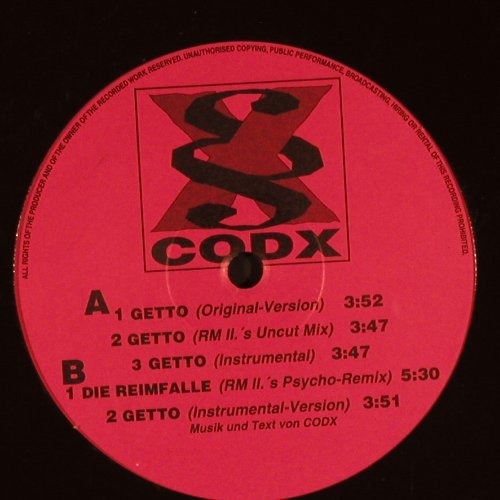 ALL RIGHTS OF THE PRODUCER AND OF THE OWNER OF THE RECORDED WORK RESERVED. UNAUTHORISED COPYING, PUBLIC PERFORMANCE, BROADCASTING, HIRING OR RENTAL OF THIS RECORDING PROHIBITED.
CODX
A
1 GETTO (Original-Version) 3:52
2 GETTO (RM II.´s Uncut Mix) 3:47
3 GETTO (Instrumental) 3:47
B
1 DIE REIMFALLE (RM II.´s Psycho-Remix) 5:30
2 GETTO (Instrumental-Version) 3:51
Musik und Text von CODX